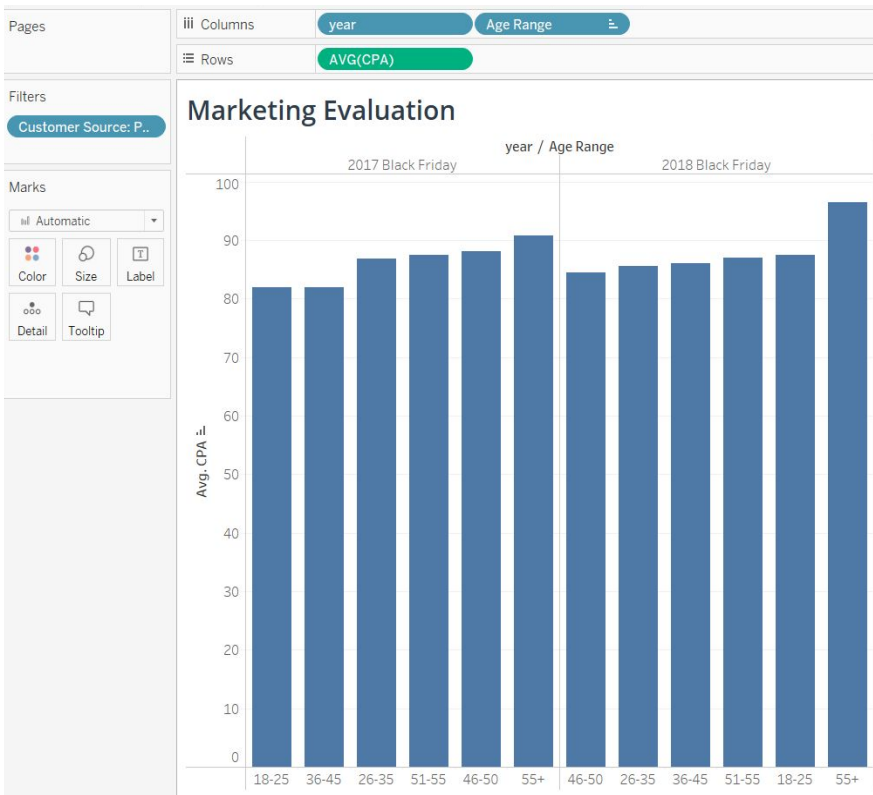 Pages
iii Columns
year
Age Range
Rows
AVG(CPA)
Filters
Customer Source: P..
Marks
Automatic
Color
Size
T
Label
Detail
Tooltip
Marketing Evaluation
year / Age Range
2017 Black Friday
2018 Black Friday
Avg. CPA
100
90
80
70
60
50
40
30
20
10
0
18-25 36-45 26-35 51-55 46-50 55+ 46-50 26-35 36-45 51-55 18-25 55+